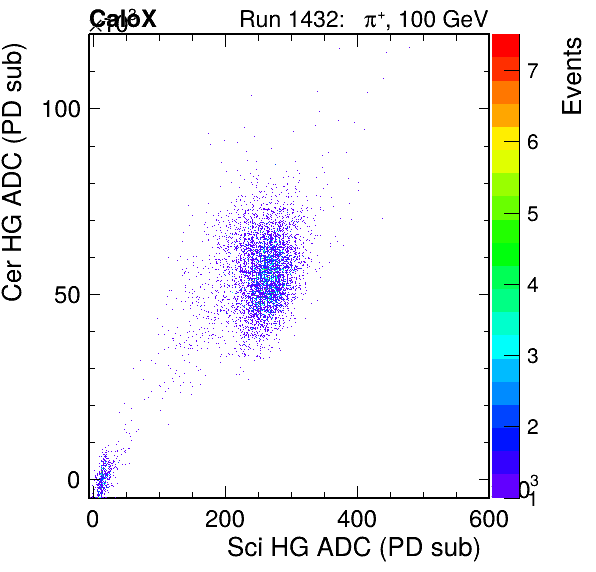 CaloX
×10³
Run 1432: π⁺, 100 GeV
Cer HG ADC (PD sub)
100
50
0
0 200 400 600
Sci HG ADC (PD sub)
Events
7
6
5
4
3
2
1